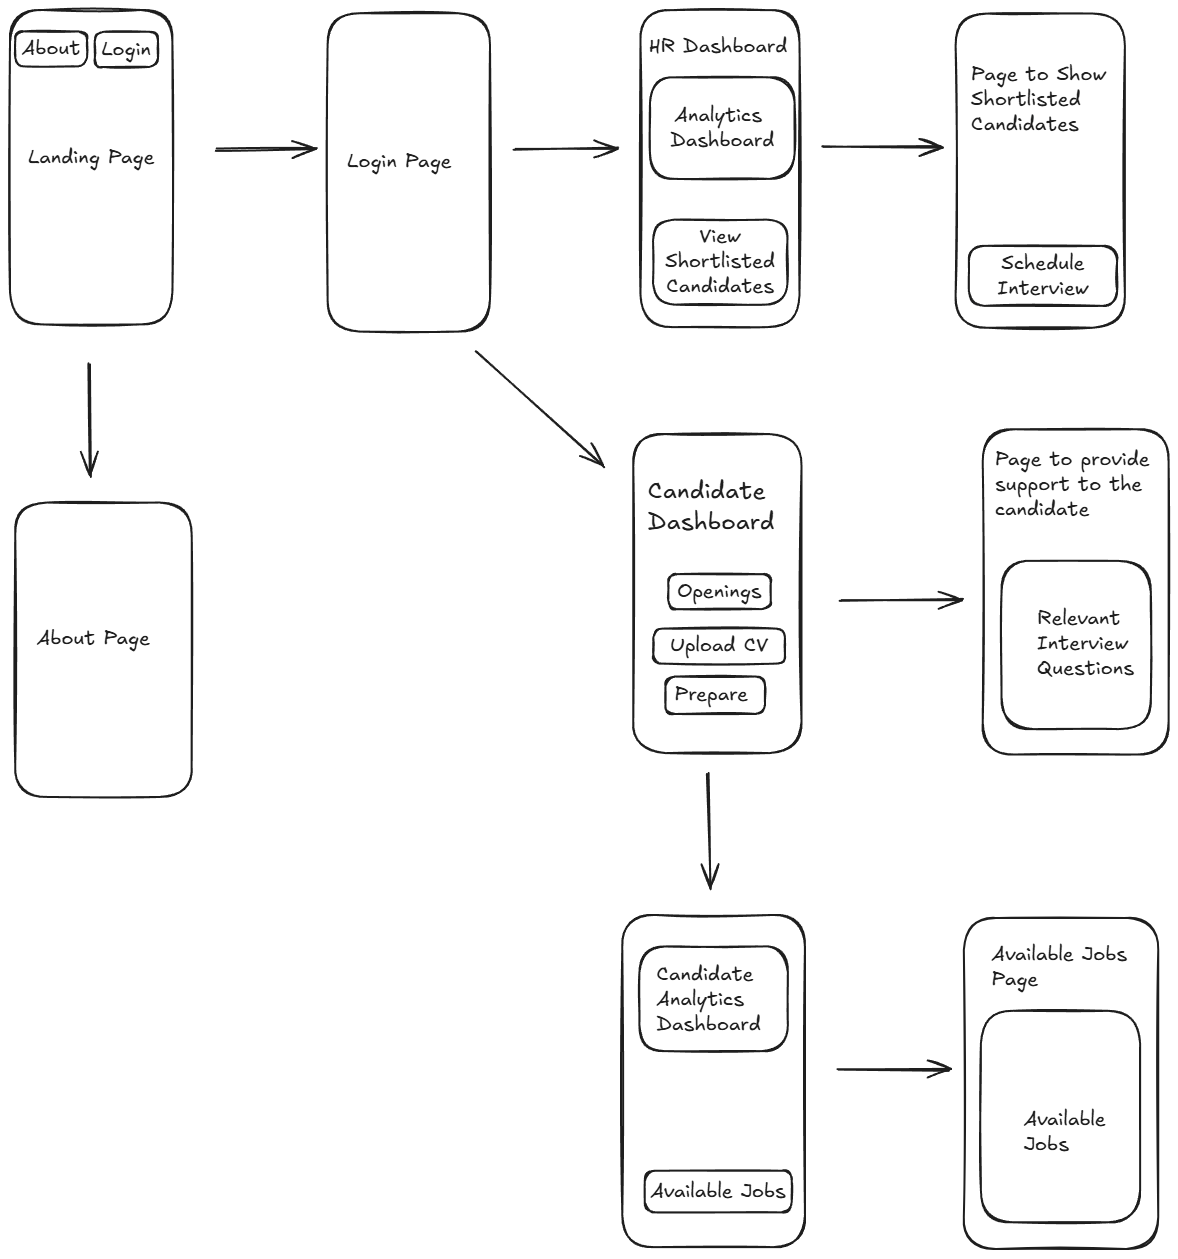 About
Login
Landing Page
Login Page
HR Dashboard
Analytics
Dashboard
View
Shortlisted
Candidates
Page to Show
Shortlisted
Candidates
Schedule
Interview
About Page
Candidate
Dashboard
Openings
Upload CV
Prepare
Page to provide
support to the
candidate
Relevant
Interview
Questions
Candidate
Analytics
Dashboard
Available Jobs
Available Jobs
Page
Available
Jobs